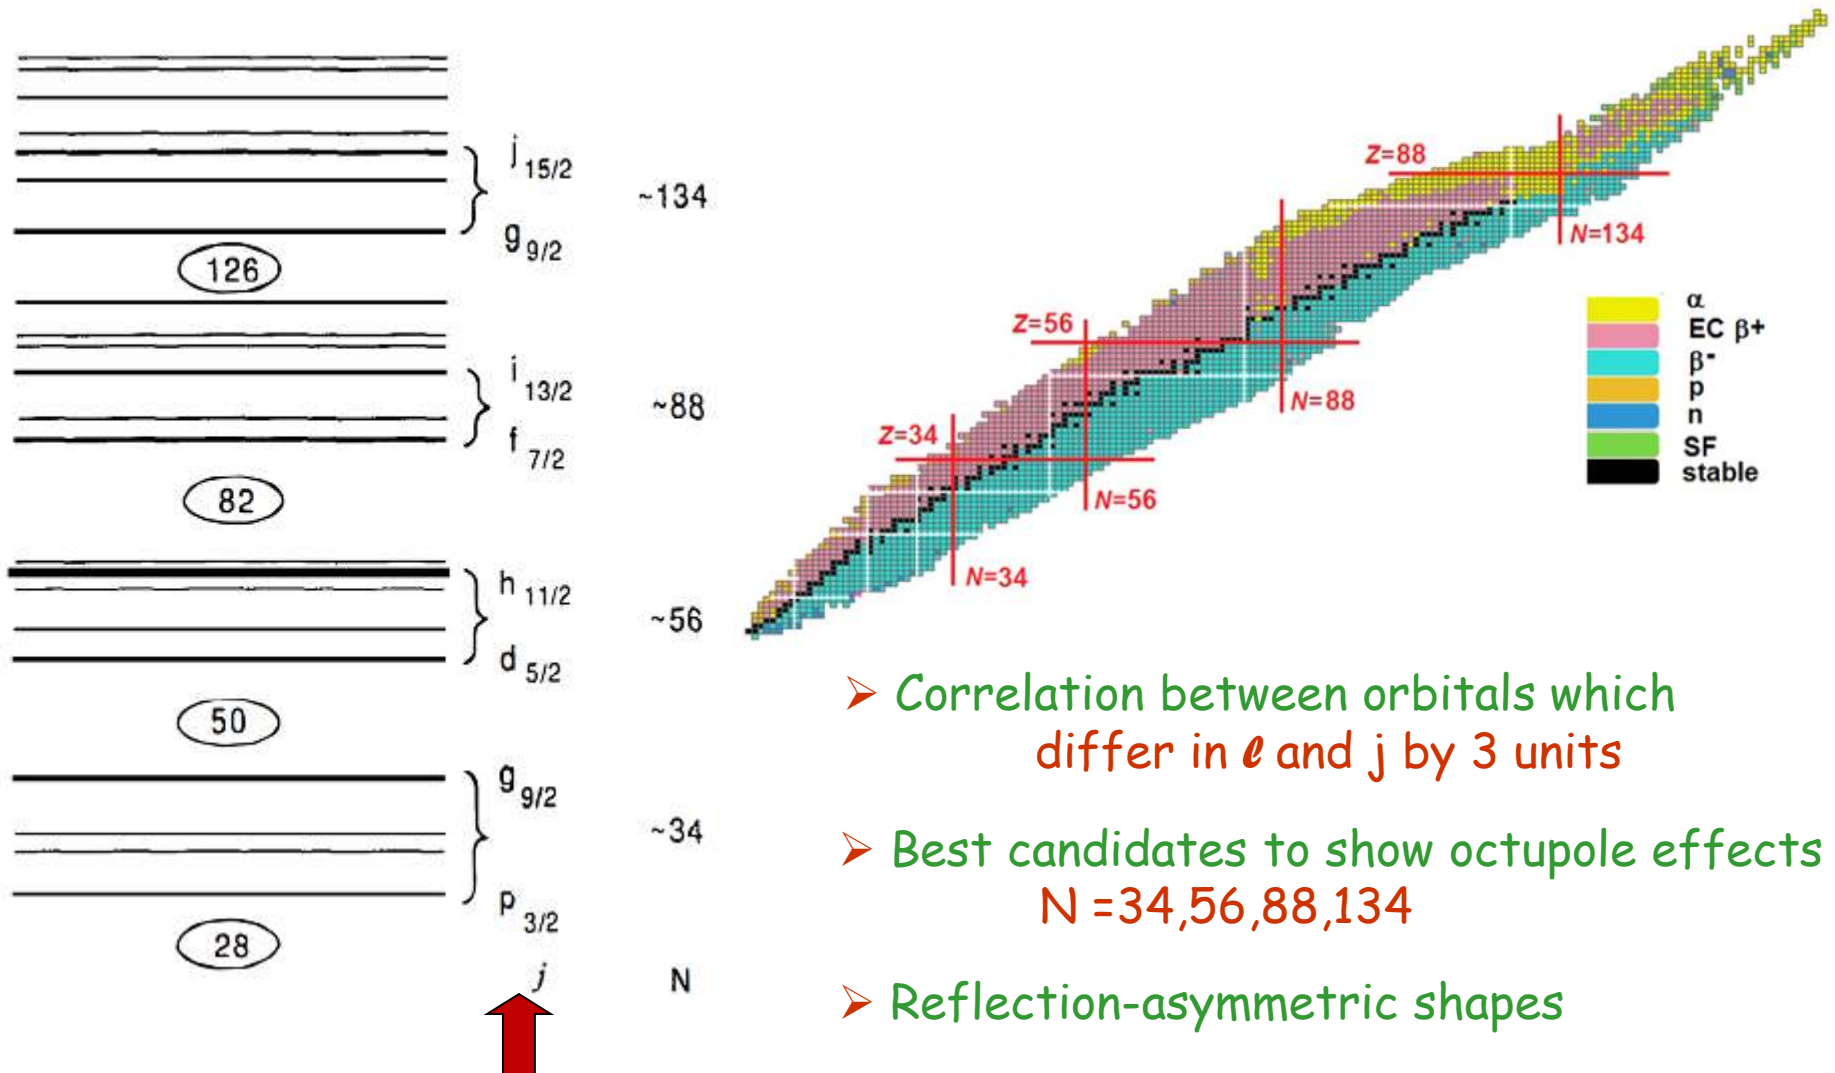 j 15/2
~134
g 9/2
126
i 13/2
~88
f 7/2
82
h 11/2
~56
d 5/2
50
g 9/2
~34
p 3/2
28
j N
Z=88
N=134
Z=56
N=88
Z=34
N=56
N=34
α
EC β+
β-
p
n
SF
stable
➢ Correlation between orbitals which
differ in ℓ and j by 3 units
➢ Best candidates to show octupole effects
N =34,56,88,134
➢ Reflection-asymmetric shapes